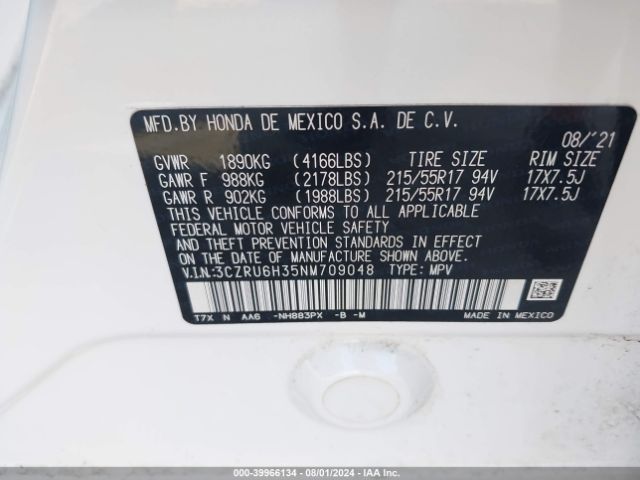 MFD.BY HONDA DE MEXICO S.A. DE C.V.
08/'21
GVWR 1890KG (4166LBS) TIRE SIZE RIM SIZE
GAWR F 988KG (2178LBS) 215/55R17 94V 17X7.5J
GAWR R 902KG (1988LBS) 215/55R17 94V 17X7.5J
THIS VEHICLE CONFORMS TO ALL APPLICABLE
FEDERAL MOTOR VEHICLE SAFETY
AND THEFT PREVENTION STANDARDS IN EFFECT
ON THE DATE OF MANUFACTURE SHOWN ABOVE.
V.I.N:3CZRU6H35NM709048 TYPE: MPV
T7X N AA6 -NH883PX -B -M MADE IN MEXICO
000-39966134 - 08/01/2024 - IAA Inc.